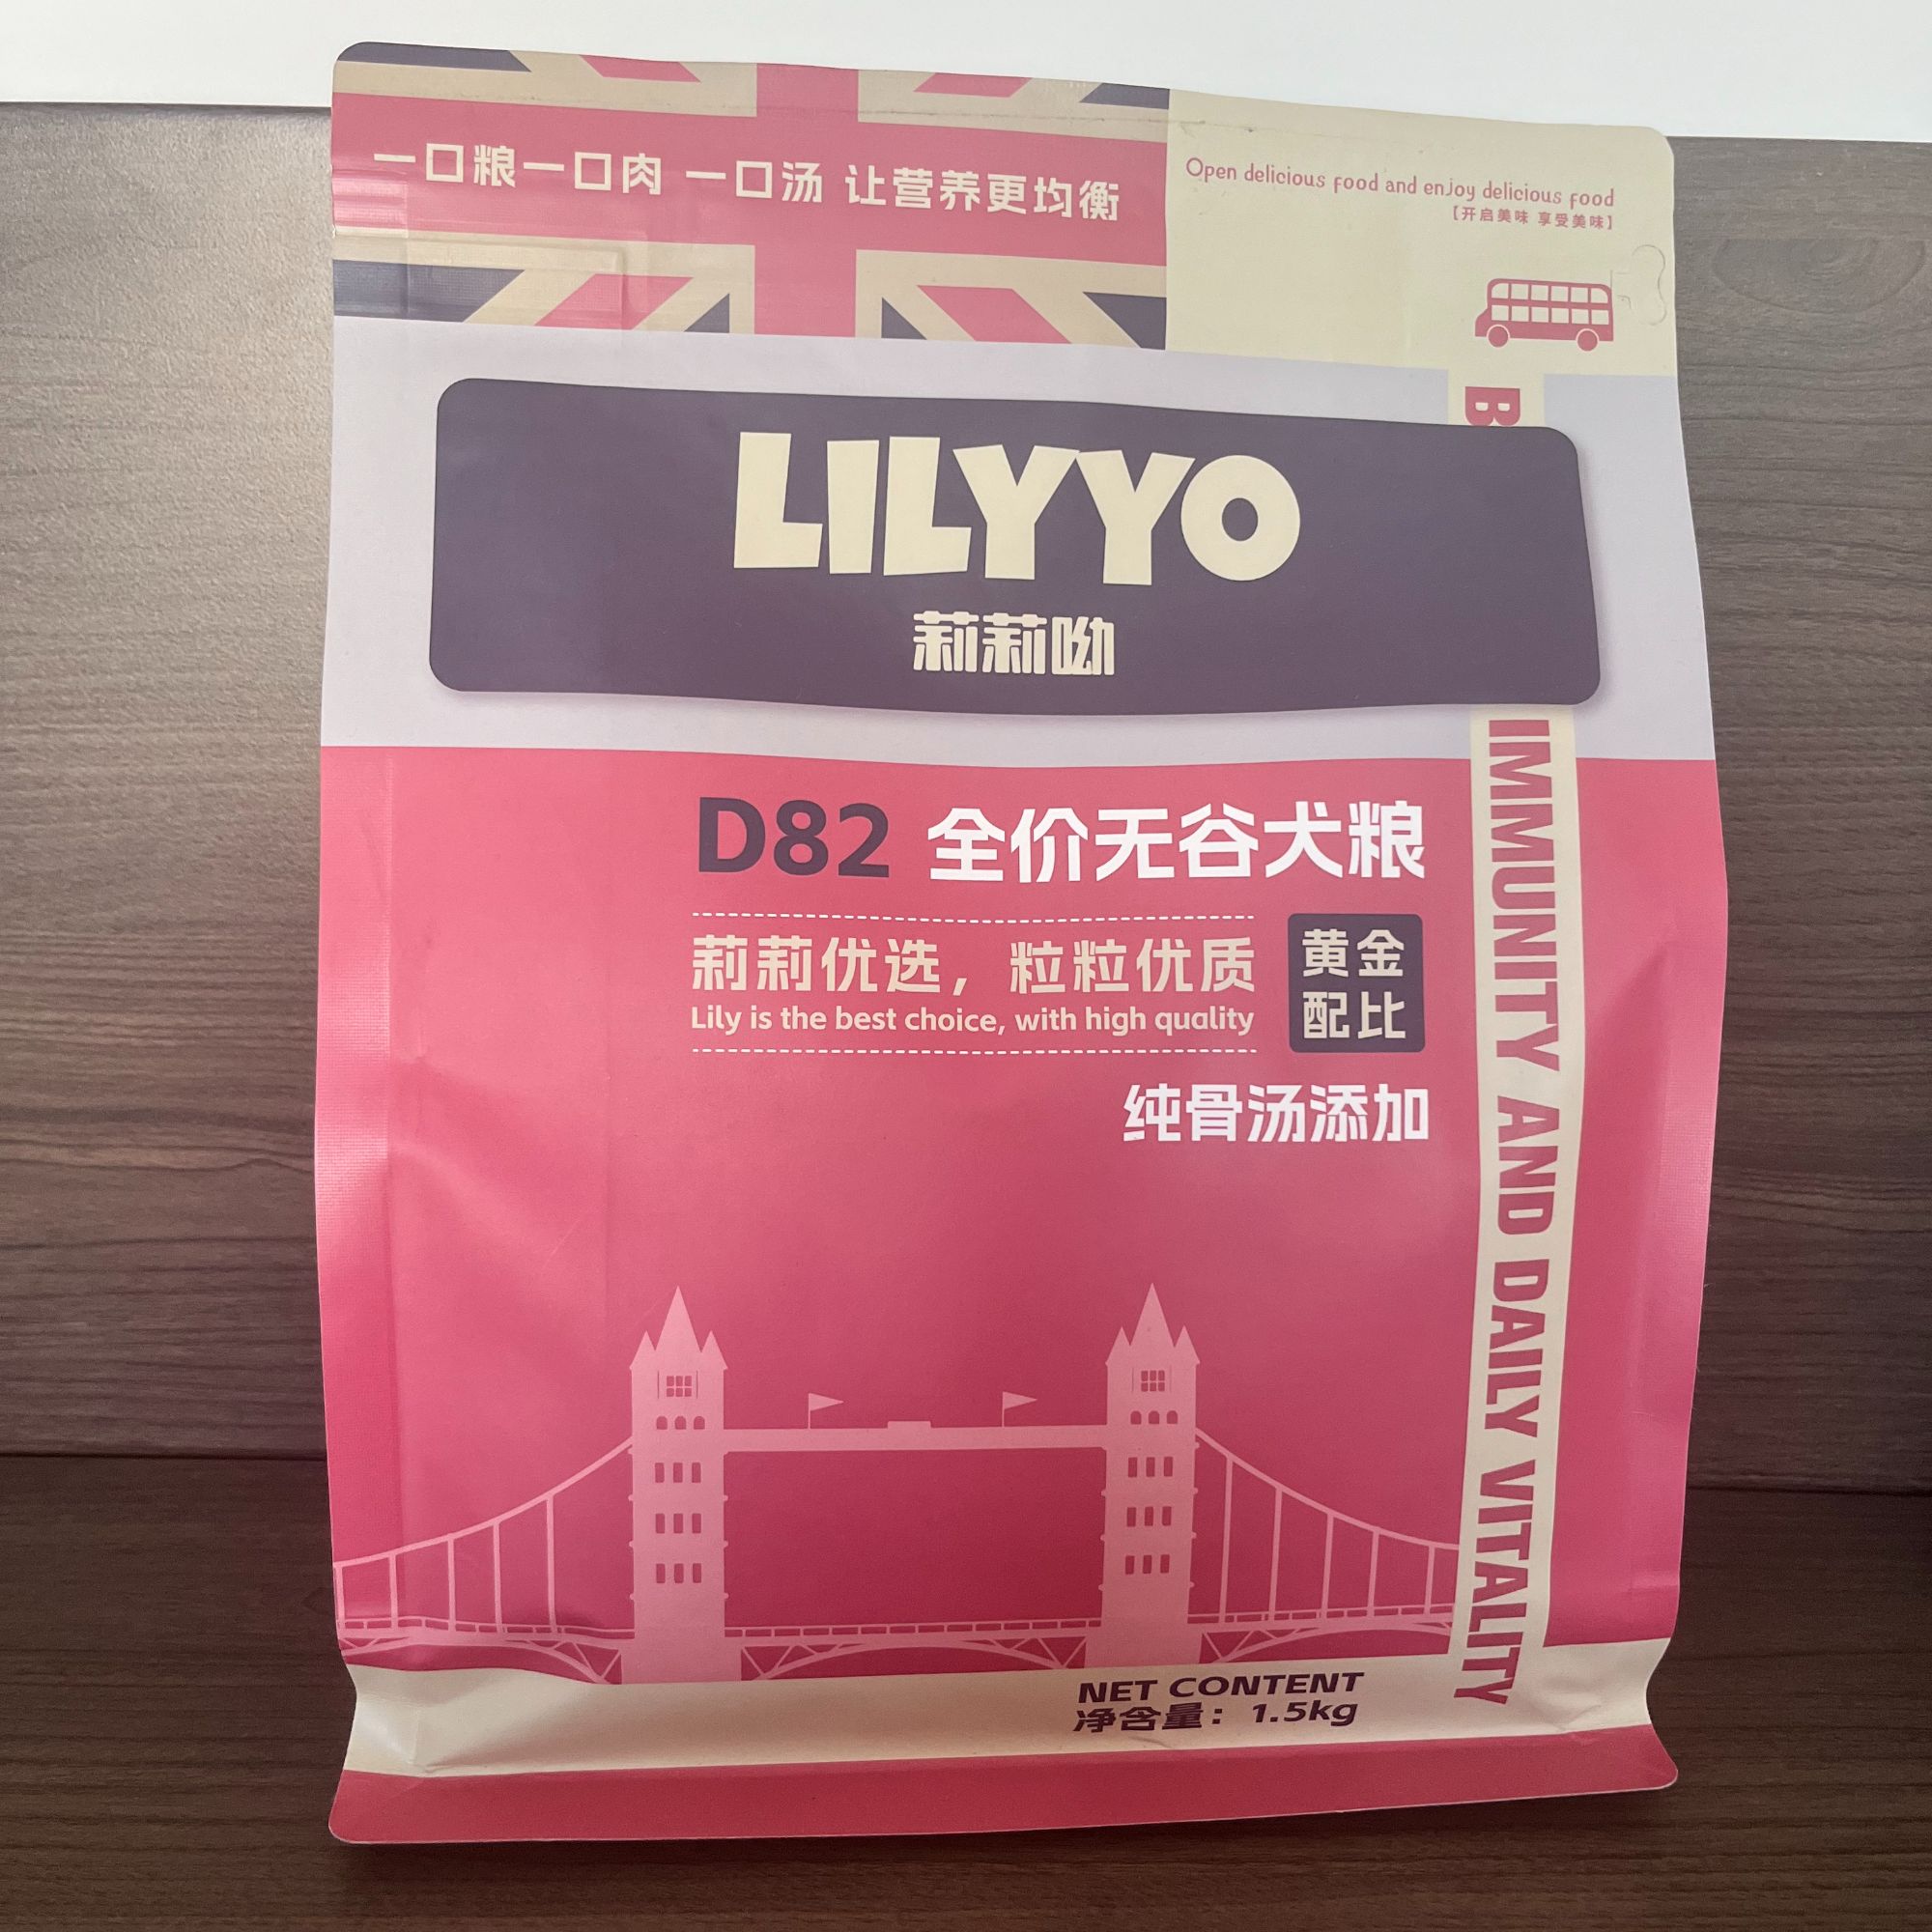 一口粮一口肉 一口汤 让营养更均衡
Open delicious food and enjoy delicious food
【开启美味 享受美味】
LILYYO
莉莉呦
D82 全价无谷犬粮
莉莉优选，粒粒优质
Lily is the best choice, with high quality
黄金
配比
纯骨汤添加
B
IMMUNITY AND DAILY VITALITY
NET CONTENT
净含量：1.5kg